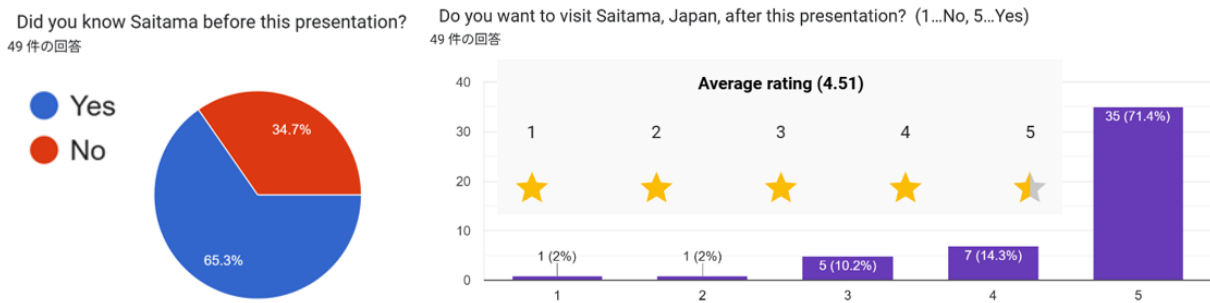 Did you know Saitama before this presentation?
49 件の回答
Yes
No
34.7%
65.3%
Do you want to visit Saitama, Japan, after this presentation? (1...No, 5...Yes)
49 件の回答
Average rating (4.51)
1 2 3 4 5
40
30
20
10
0
1 (2%)
1 (2%)
5 (10.2%)
7 (14.3%)
35 (71.4%)
1 2 3 4 5